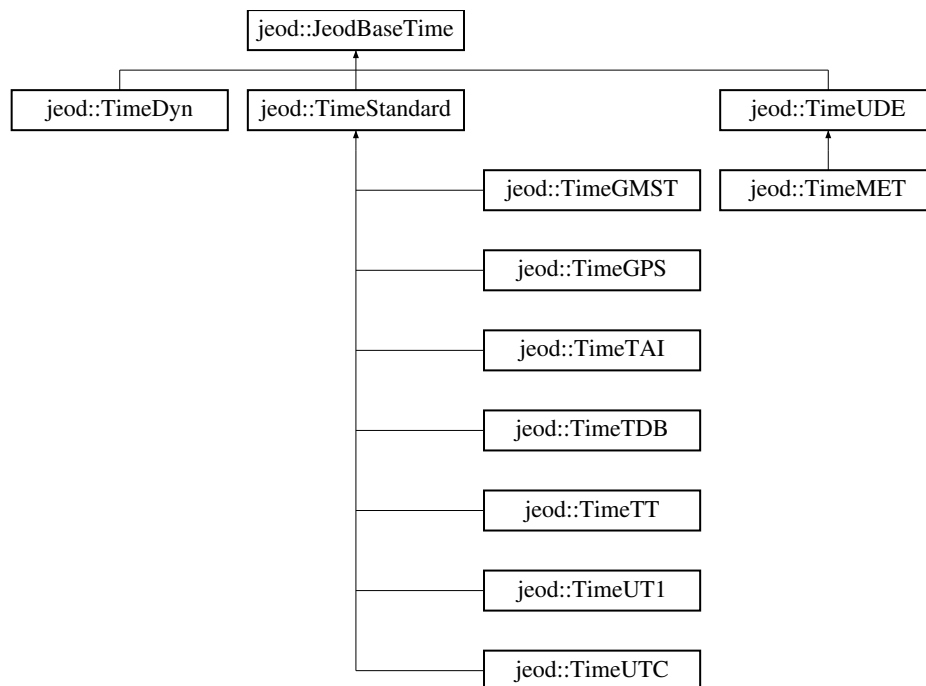 jeod::JeodBaseTime
jeod::TimeDyn
jeod::TimeStandard
jeod::TimeUDE
jeod::TimeGMST
jeod::TimeMET
jeod::TimeGPS
jeod::TimeTAI
jeod::TimeTDB
jeod::TimeTT
jeod::TimeUT1
jeod::TimeUTC